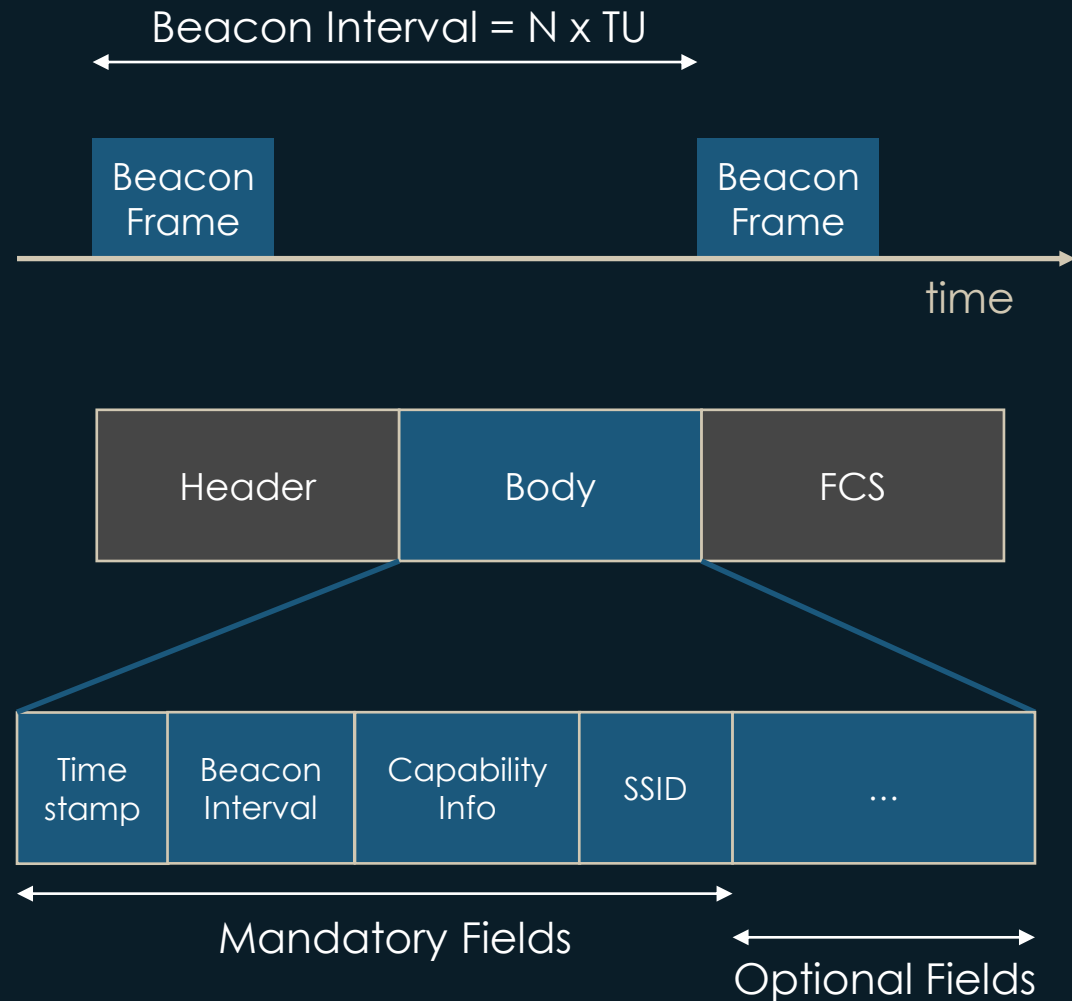 Beacon Interval = N x TU
Beacon
Frame
Beacon
Frame
time
Header
Body
FCS
Time
stamp
Beacon
Interval
Capability
Info
SSID
...
Mandatory Fields
Optional Fields